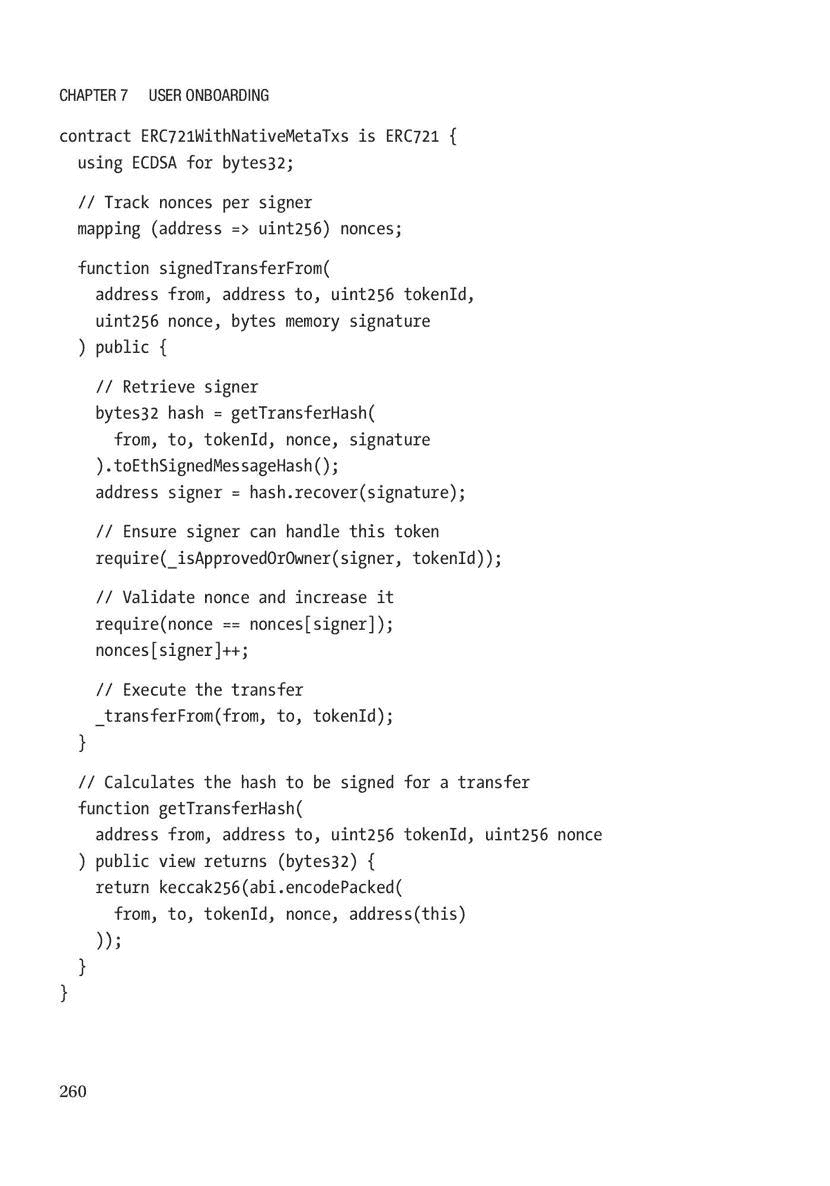 CHAPTER 7 USER ONBOARDING
contract ERC721WithNativeMetaTxs is ERC721 {
using ECDSA for bytes32;
// Track nonces per signer
mapping (address => uint256) nonces;
function signedTransferFrom(
address from, address to, uint256 tokenId,
uint256 nonce, bytes memory signature
) public {
// Retrieve signer
bytes32 hash = getTransferHash(
from, to, tokenId, nonce, signature
).toEthSignedMessageHash();
address signer = hash.recover(signature);
// Ensure signer can handle this token
require(_isApprovedOrOwner(signer, tokenId));
// Validate nonce and increase it
require(nonce == nonces[signer]);
nonces[signer]++;
// Execute the transfer
_transferFrom(from, to, tokenId);
}
// Calculates the hash to be signed for a transfer
function getTransferHash(
address from, address to, uint256 tokenId, uint256 nonce
) public view returns (bytes32) {
return keccak256(abi.encodePacked(
from, to, tokenId, nonce, address(this)
));
}
}
260